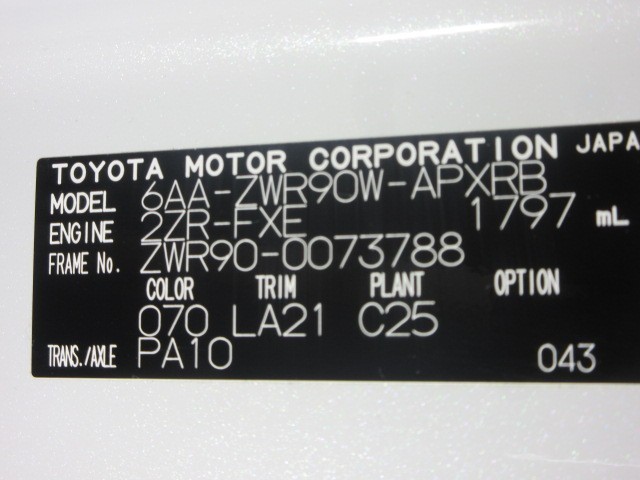 TOYOTA MOTOR CORPORATION JAPA
MODEL 6AA-ZWR90W-APXRB
ENGINE 2ZR-FXE 1797 mL
FRAME No. ZWR90-0073788
COLOR TRIM PLANT OPTION
070 LA21 C25
TRANS./AXLE PA10 043